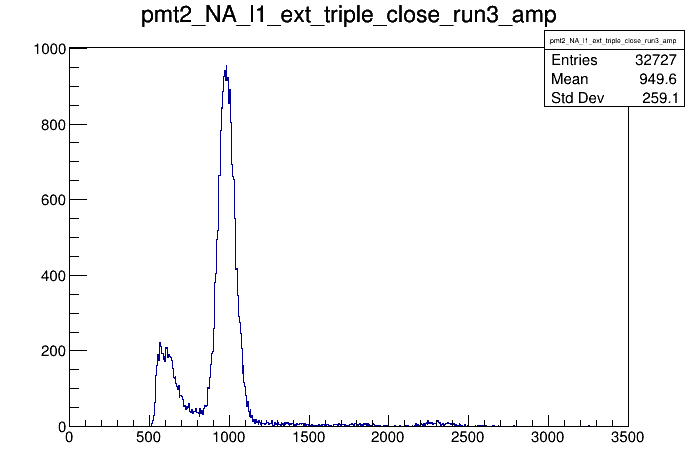 pmt2_NA_l1_ext_triple_close_run3_amp
pmt2_NA_l1_ext_triple_close_run3_amp
Entries 32727
Mean 949.6
Std Dev 259.1
1000
800
600
400
200
0
0 500 1000 1500 2000 2500 3000 3500